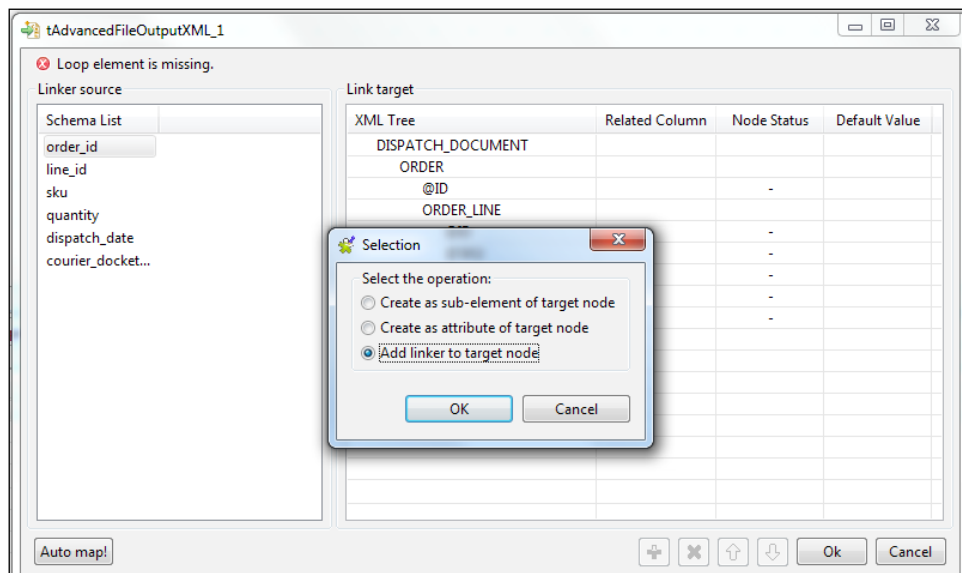 tAdvancedFileOutputXML_1
Loop element is missing.
Linker source
Link target
Schema List
order_id
line_id
sku
quantity
dispatch_date
courier_docket...
XML Tree Related Column Node Status Default Value
DISPATCH_DOCUMENT
ORDER
@ID -
ORDER_LINE
-
-
-
-
-
Selection
Select the operation:
Create as sub-element of target node
Create as attribute of target node
Add linker to target node
OK Cancel
Auto map! Ok Cancel